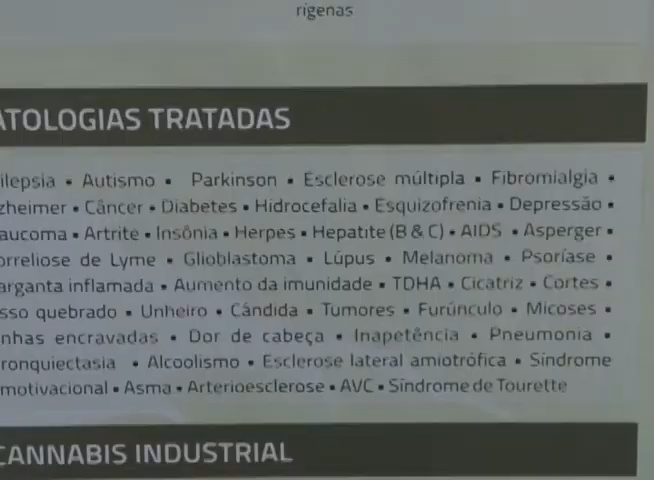 rigenas
ATOLOGIAS TRATADAS
ilepsia • Autismo • Parkinson • Esclerose múltipla • Fibromialgia •
zheimer • Câncer • Diabetes • Hidrocefalia • Esquizofrenia • Depressão •
aucoma • Artrite • Insônia • Herpes • Hepatite (B & C) • AIDS • Asperger •
orreliose de Lyme • Glioblastoma • Lúpus • Melanoma • Psoríase •
arganta inflamada • Aumento da imunidade • TDHA • Cicatriz • Cortes •
sso quebrado • Unheiro • Cândida • Tumores • Furúnculo • Micoses •
nhas encravadas • Dor de cabeça • Inapetência • Pneumonia •
ronquiectasia • Alcoolismo • Esclerose lateral amiotrófica • Síndrome
motivacional • Asma • Arterioesclerose • AVC • Síndrome de Tourette
CANNABIS INDUSTRIAL